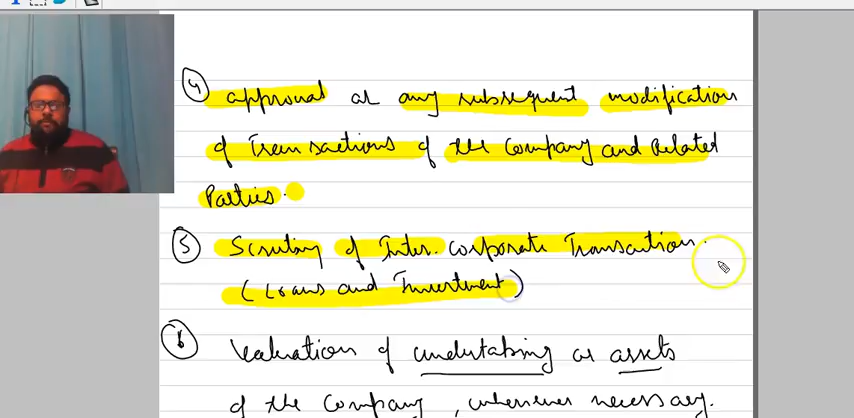 ④ approval or any subsequent modification
of Transactions of the Company and Related
Parties.
⑤ Scrutiny of Inter. corporate Transaction.
(Loans and Investment)
⑥ Valuation of undertaking or assets
of the Company, whenever necessary.